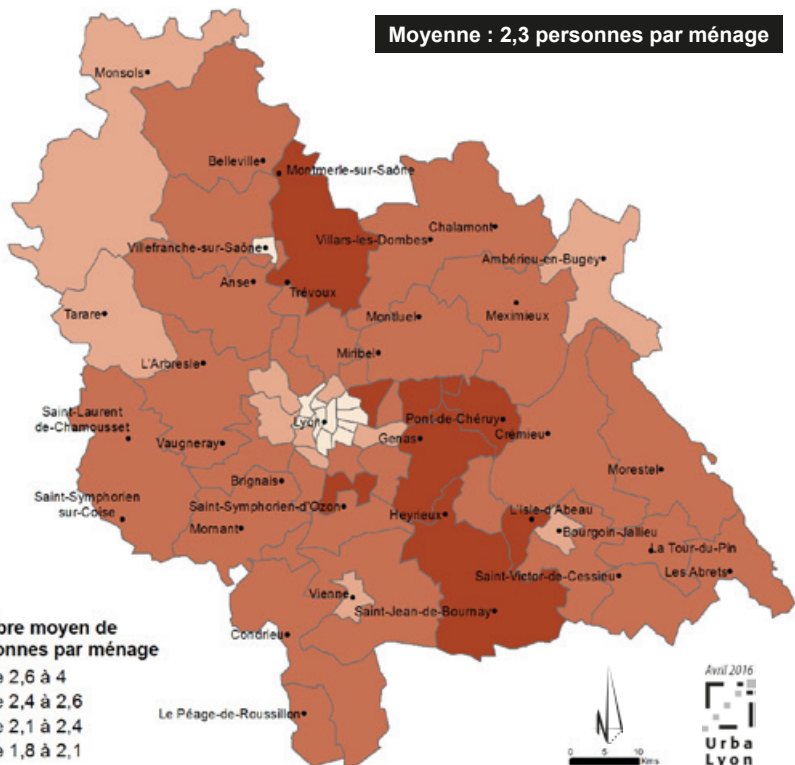 Moyenne : 2,3 personnes par ménage
Monsols
Belleville
Montmerle-sur-Saône
Chalamont
Villefranche-sur-Saône
Villars-les-Dombes
Ambérieu-en-Bugey
Anse
Trévoux
Tarare
Montluel
Meximieux
L'Arbresle
Miribel
Saint-Laurent
de-Chamousset
Lyon
Pont-de-Chéruy
Vaugneray
Genas
Crémieu
Morestel
Brignais
Saint-Symphorien
sur-Coise
Saint-Symphorien-d'Ozon
Mornant
Heyrieux
L'Isle-d'Abeau
Bourgoin-Jallieu
La Tour-du-Pin
Saint-Victor-de-Cessieu
Les Abrets
Vienne
Saint-Jean-de-Bournay
Condrieu
Le Péage-de-Roussillon
bre moyen de
onnes par ménage
e 2,6 à 4
e 2,4 à 2,6
e 2,1 à 2,4
e 1,8 à 2,1
N
0 5 10
Kms
Avril 2016
Urba
Lyon